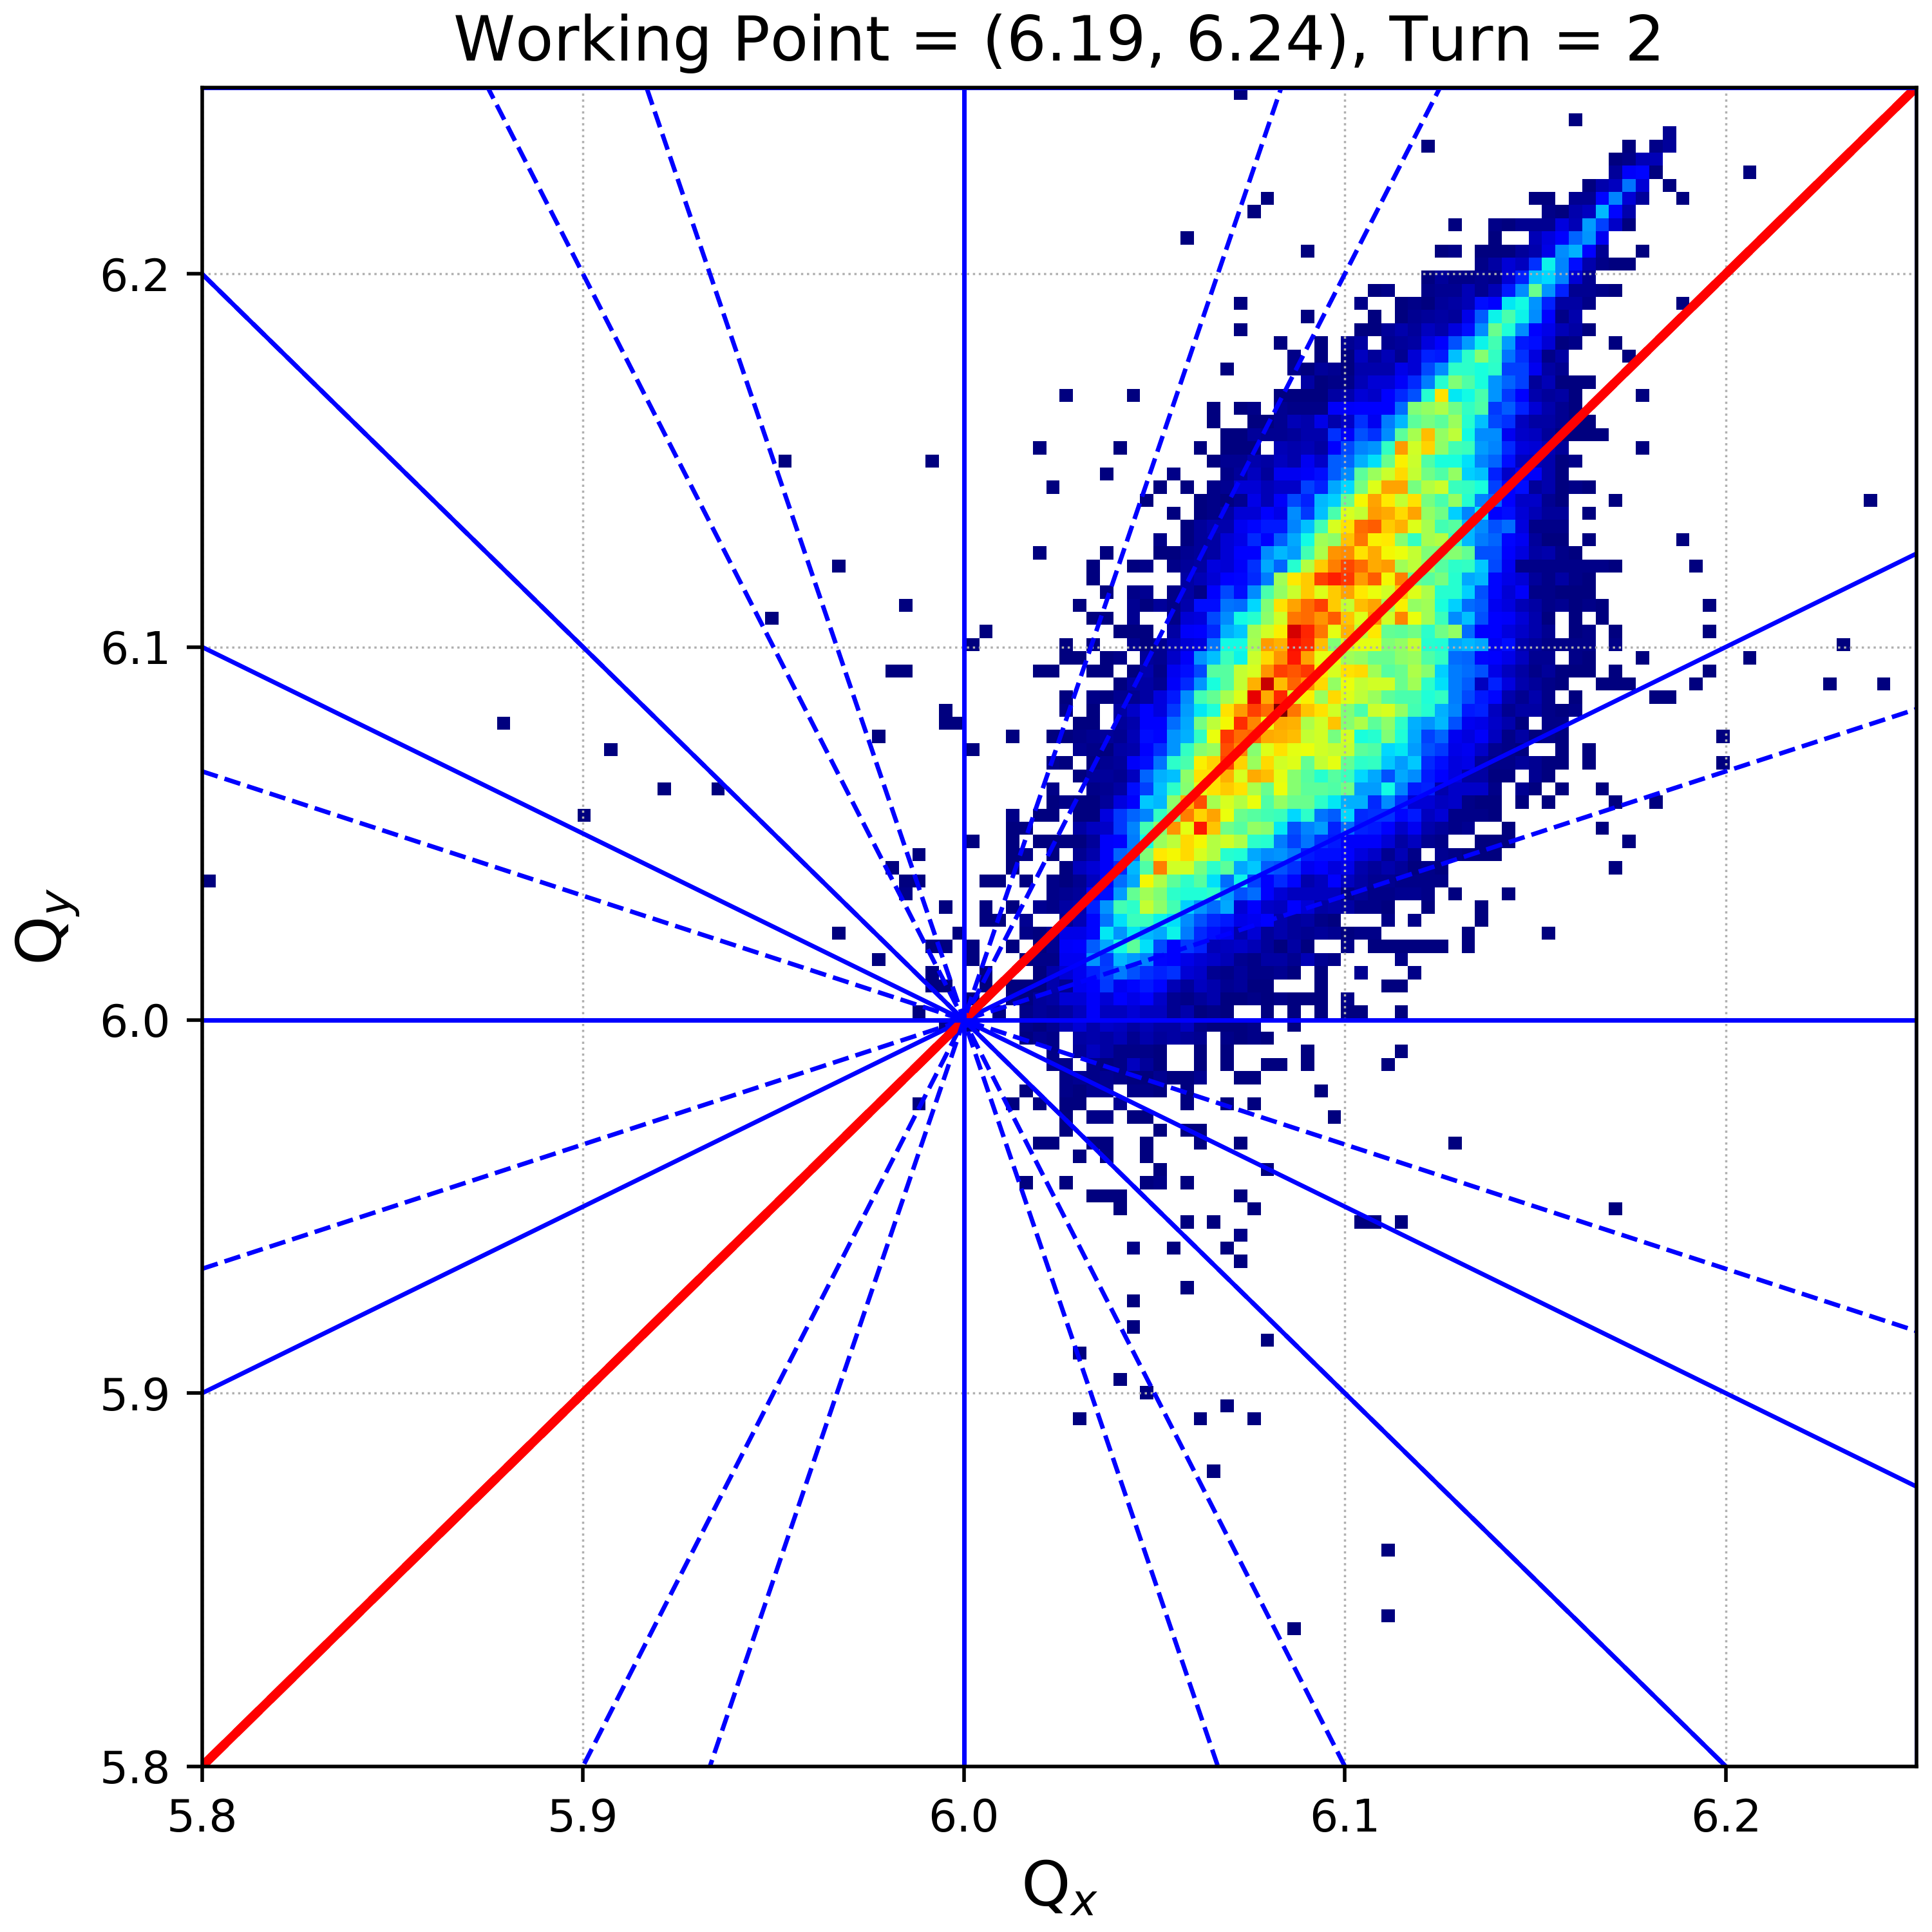 Working Point = (6.19, 6.24), Turn = 2
6.2
6.1
6.0
5.9
5.8
Qy
5.8 5.9 6.0 6.1 6.2
Qx